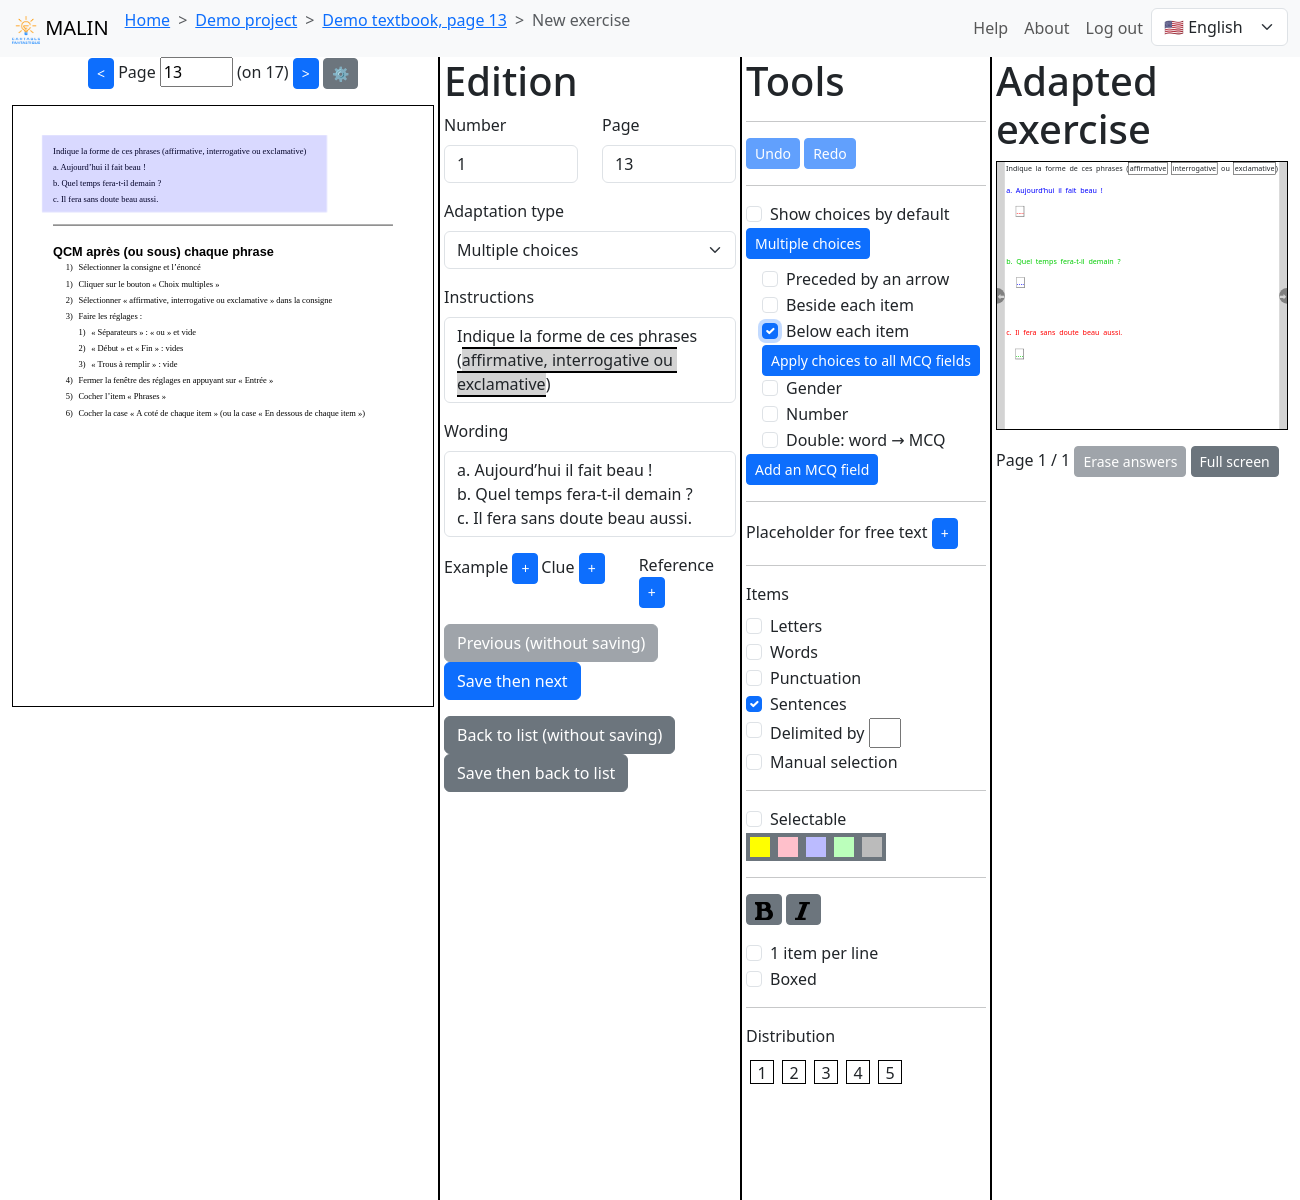 MALIN
Home > Demo project > Demo textbook, page 13 > New exercise
Help About Log out 🇺🇸 English
< Page 13 (on 17) > ⚙️
Indique la forme de ces phrases (affirmative, interrogative ou exclamative)
a. Aujourd’hui il fait beau !
b. Quel temps fera-t-il demain ?
c. Il fera sans doute beau aussi.
QCM après (ou sous) chaque phrase
1) Sélectionner la consigne et l’énoncé
1) Cliquer sur le bouton « Choix multiples »
2) Sélectionner « affirmative, interrogative ou exclamative » dans la consigne
3) Faire les réglages :
1) « Séparateurs » : « ou » et vide
2) « Début » et « Fin » : vides
3) « Trous à remplir » : vide
4) Fermer la fenêtre des réglages en appuyant sur « Entrée »
5) Cocher l’item « Phrases »
6) Cocher la case « A coté de chaque item » (ou la case « En dessous de chaque item »)
Edition
Number Page
1 13
Adaptation type
Multiple choices
Instructions
Indique la forme de ces phrases
(affirmative, interrogative ou
exclamative)
Wording
a. Aujourd’hui il fait beau !
b. Quel temps fera-t-il demain ?
c. Il fera sans doute beau aussi.
Example + Clue + Reference
+
Previous (without saving)
Save then next
Back to list (without saving)
Save then back to list
Tools
Undo Redo
Show choices by default
Multiple choices
Preceded by an arrow
Beside each item
Below each item
Apply choices to all MCQ fields
Gender
Number
Double: word → MCQ
Add an MCQ field
Placeholder for free text +
Items
Letters
Words
Punctuation
Sentences
Delimited by
Manual selection
Selectable
B I
1 item per line
Boxed
Distribution
1 2 3 4 5
Adapted
exercise
Indique la forme de ces phrases (affirmative interrogative ou exclamative)
a. Aujourd’hui il fait beau !
...
b. Quel temps fera-t-il demain ?
...
c. Il fera sans doute beau aussi.
...
Page 1 / 1 Erase answers Full screen